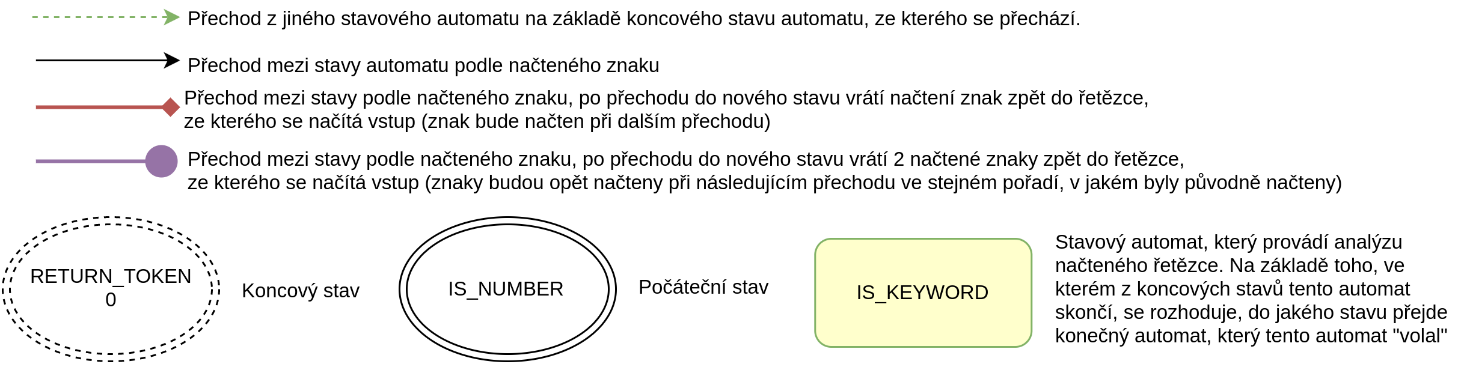 Přechod z jiného stavového automatu na základě koncového stavu automatu, ze kterého se přechází.
Přechod mezi stavy automatu podle načteného znaku
Přechod mezi stavy podle načteného znaku, po přechodu do nového stavu vrátí načtení znak zpět do řetězce,
ze kterého se načítá vstup (znak bude načten při dalším přechodu)
Přechod mezi stavy podle načteného znaku, po přechodu do nového stavu vrátí 2 načtené znaky zpět do řetězce,
ze kterého se načítá vstup (znaky budou opět načteny při následujícím přechodu ve stejném pořadí, v jakém byly původně načteny)
RETURN_TOKEN
0
Koncový stav
IS_NUMBER
Počáteční stav
IS_KEYWORD
Stavový automat, který provádí analýzu
načteného řetězce. Na základě toho, ve
kterém z koncových stavů tento automat
skončí, se rozhoduje, do jakého stavu přejde
konečný automat, který tento automat "volal"